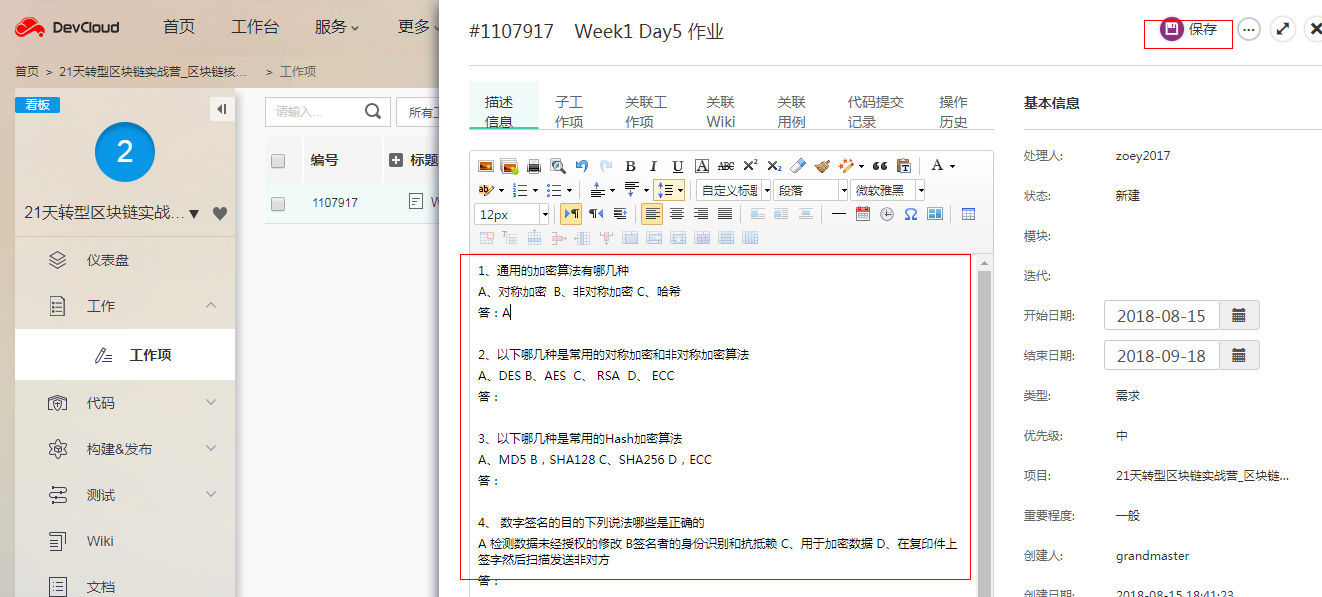 DevCloud 首页 工作台 服务 更多
首页 > 21天转型区块链实战营_区块链核... > 工作项
看板
2
21天转型区块链实战...
仪表盘
工作
工作项
代码
构建&发布
测试
Wiki
文档
请输入... 所有工
编号 标题
1107917 W
#1107917 Week1 Day5 作业
保存
描述信息 子工作项 关联工作项 关联Wiki 关联用例 代码提交记录 操作历史
自定义标题 段落 微软雅黑
12px
1、通用的加密算法有哪几种
A、对称加密 B、非对称加密 C、哈希
答：A
2、以下哪几种是常用的对称加密和非对称加密算法
A、DES B、AES C、 RSA D、 ECC
答：
3、以下哪几种是常用的Hash加密算法
A、MD5 B，SHA128 C、SHA256 D，ECC
答：
4、 数字签名的目的下列说法哪些是正确的
A 检测数据未经授权的修改 B签名者的身份识别和抗抵赖 C、用于加密数据 D、在复印件上
签字然后扫描发送非对方
答：
基本信息
处理人: zoey2017
状态: 新建
模块:
迭代:
开始日期: 2018-08-15
结束日期: 2018-09-18
类型: 需求
优先级: 中
项目: 21天转型区块链实战营_区块链...
重要程度: 一般
创建人: grandmaster
创建日期: 2018-08-15 18:41:23